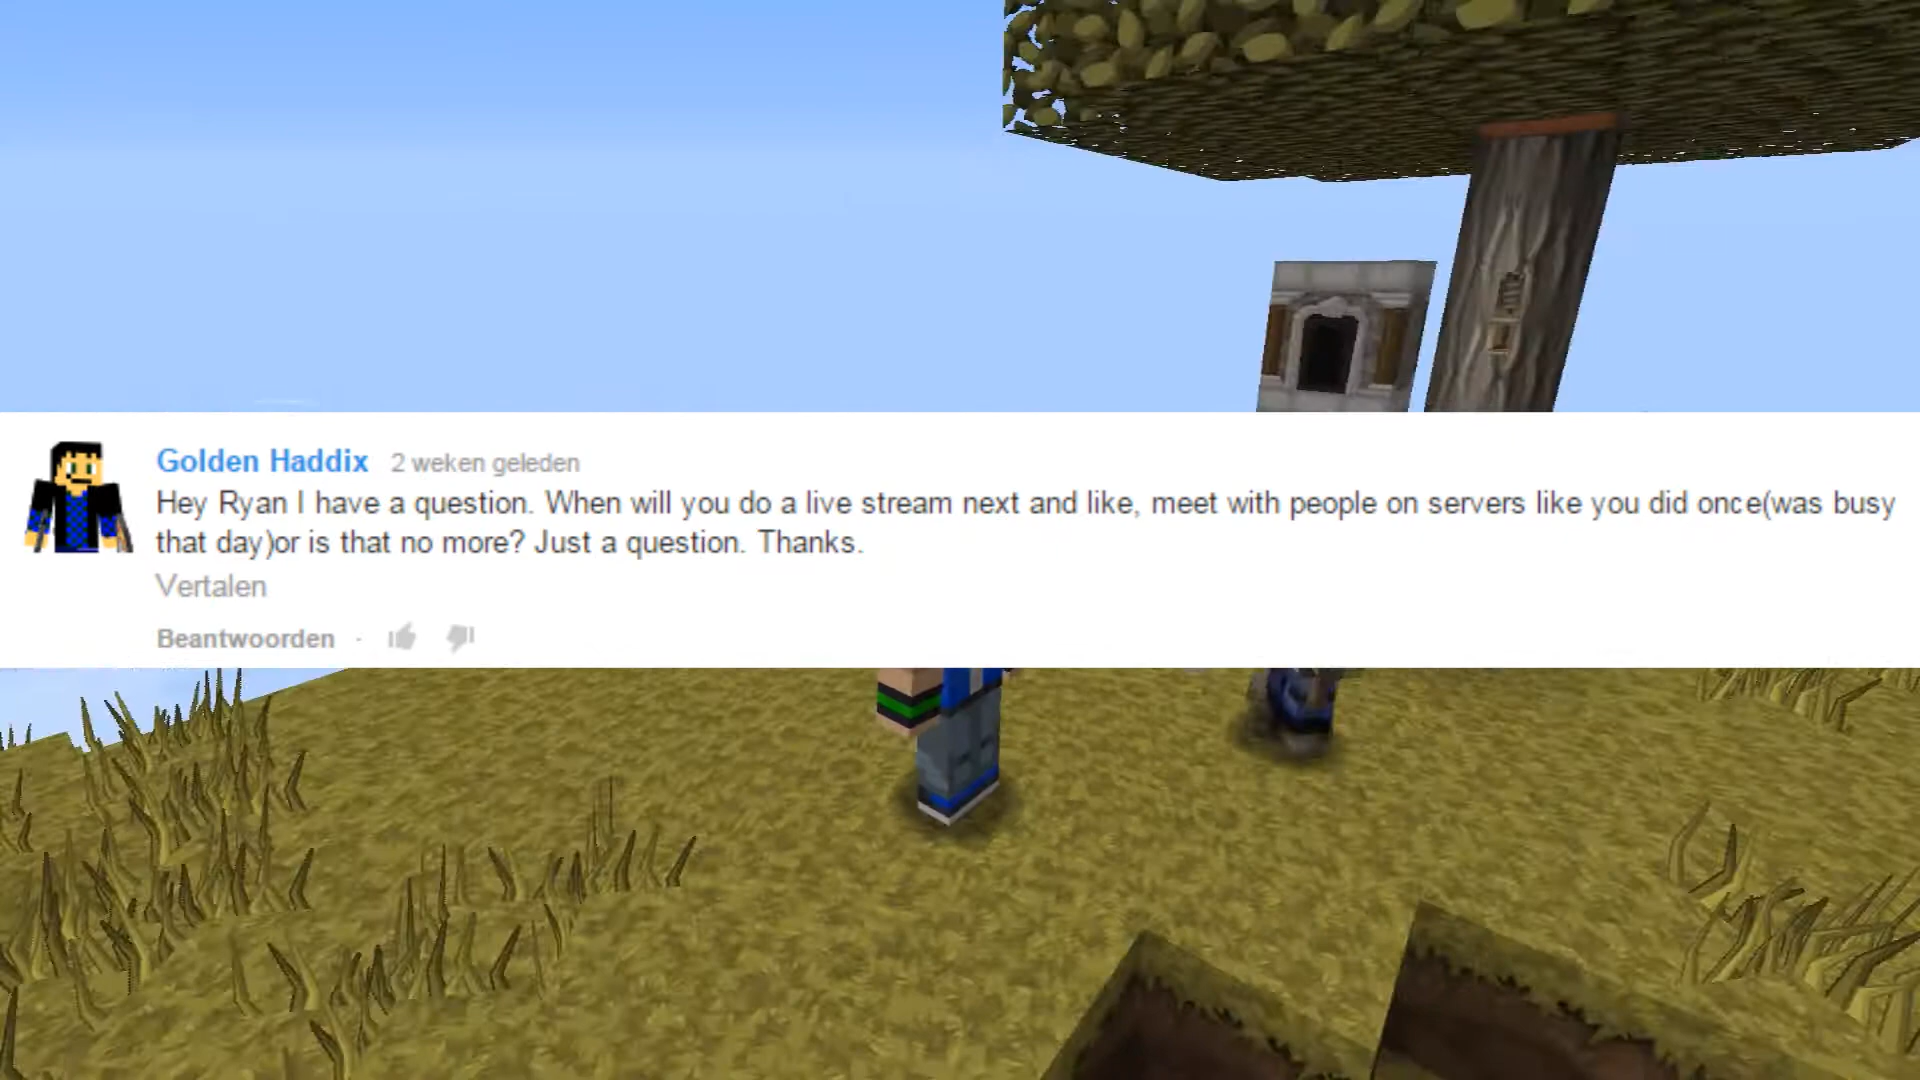 Golden Haddix 2 weken geleden
Hey Ryan I have a question. When will you do a live stream next and like, meet with people on servers like you did once(was busy
that day)or is that no more? Just a question. Thanks.
Vertalen
Beantwoorden ·